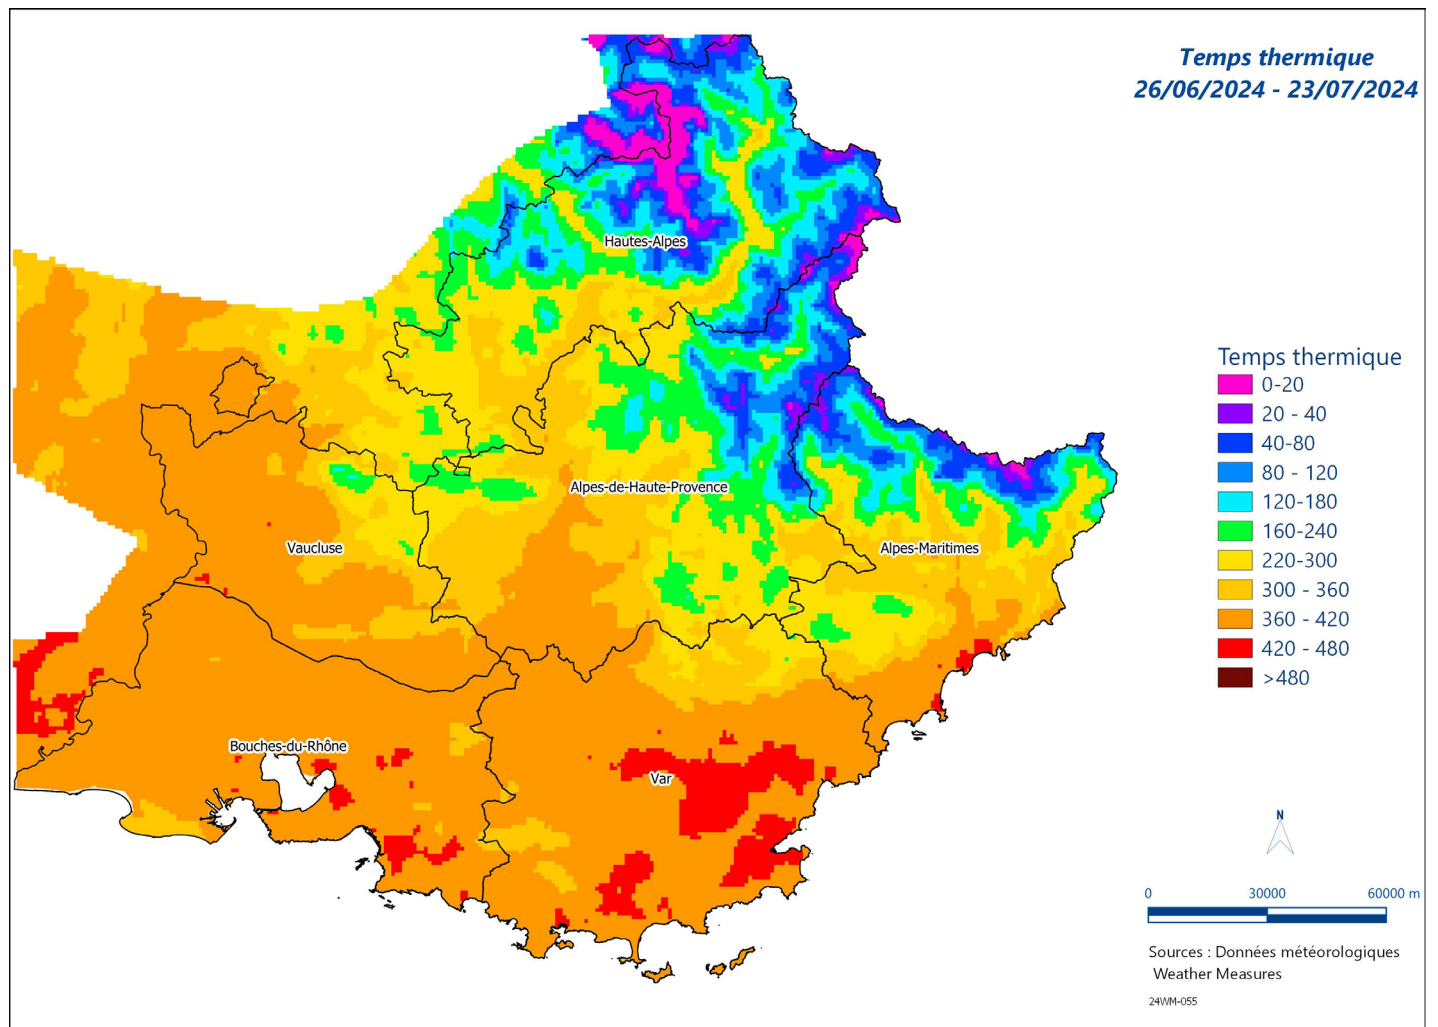 Temps thermique
26/06/2024 - 23/07/2024
Hautes-Alpes
Alpes-de-Haute-Provence
Vaucluse
Alpes-Maritimes
Bouches-du-Rhône
Var
Temps thermique
0-20
20 - 40
40-80
80 - 120
120-180
160-240
220-300
300 - 360
360 - 420
420 - 480
>480
N
0 30000 60000 m
Sources : Données météorologiques
Weather Measures
24WM-055